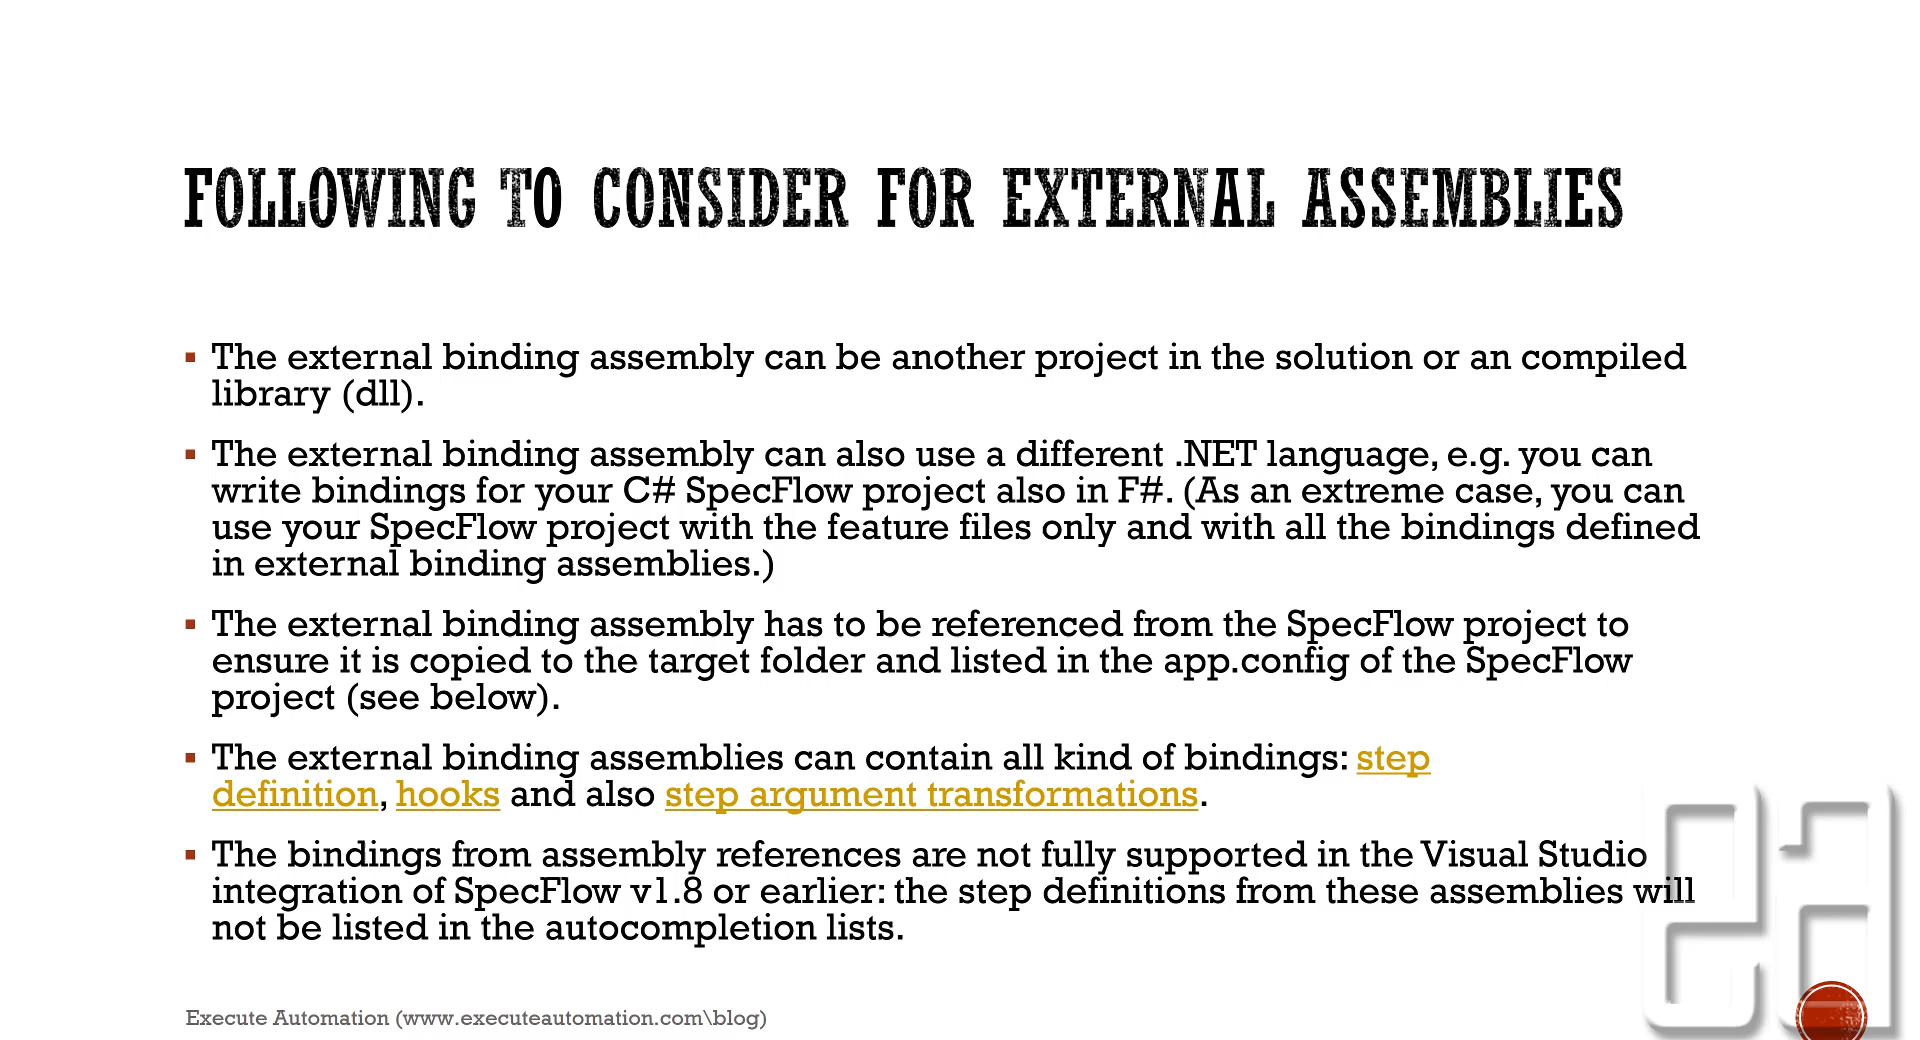 FOLLOWING TO CONSIDER FOR EXTERNAL ASSEMBLIES
▪ The external binding assembly can be another project in the solution or an compiled
library (dll).
▪ The external binding assembly can also use a different .NET language, e.g. you can
write bindings for your C# SpecFlow project also in F#. (As an extreme case, you can
use your SpecFlow project with the feature files only and with all the bindings defined
in external binding assemblies.)
▪ The external binding assembly has to be referenced from the SpecFlow project to
ensure it is copied to the target folder and listed in the app.config of the SpecFlow
project (see below).
▪ The external binding assemblies can contain all kind of bindings: step
definition, hooks and also step argument transformations.
▪ The bindings from assembly references are not fully supported in the Visual Studio
integration of SpecFlow v1.8 or earlier: the step definitions from these assemblies will
not be listed in the autocompletion lists.
Execute Automation (www.executeautomation.com\blog)
ea